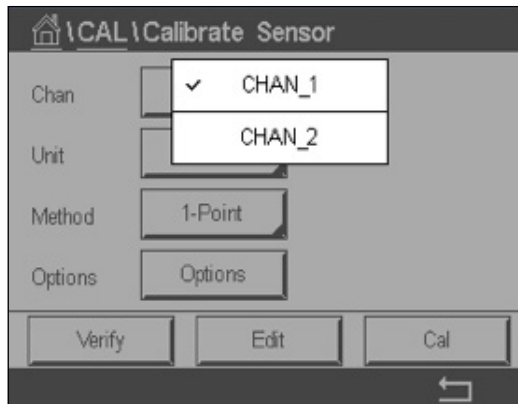 \CAL\Calibrate Sensor
Chan
CHAN_1
CHAN_2
Unit
Method
1-Point
Options
Options
Verify
Edit
Cal